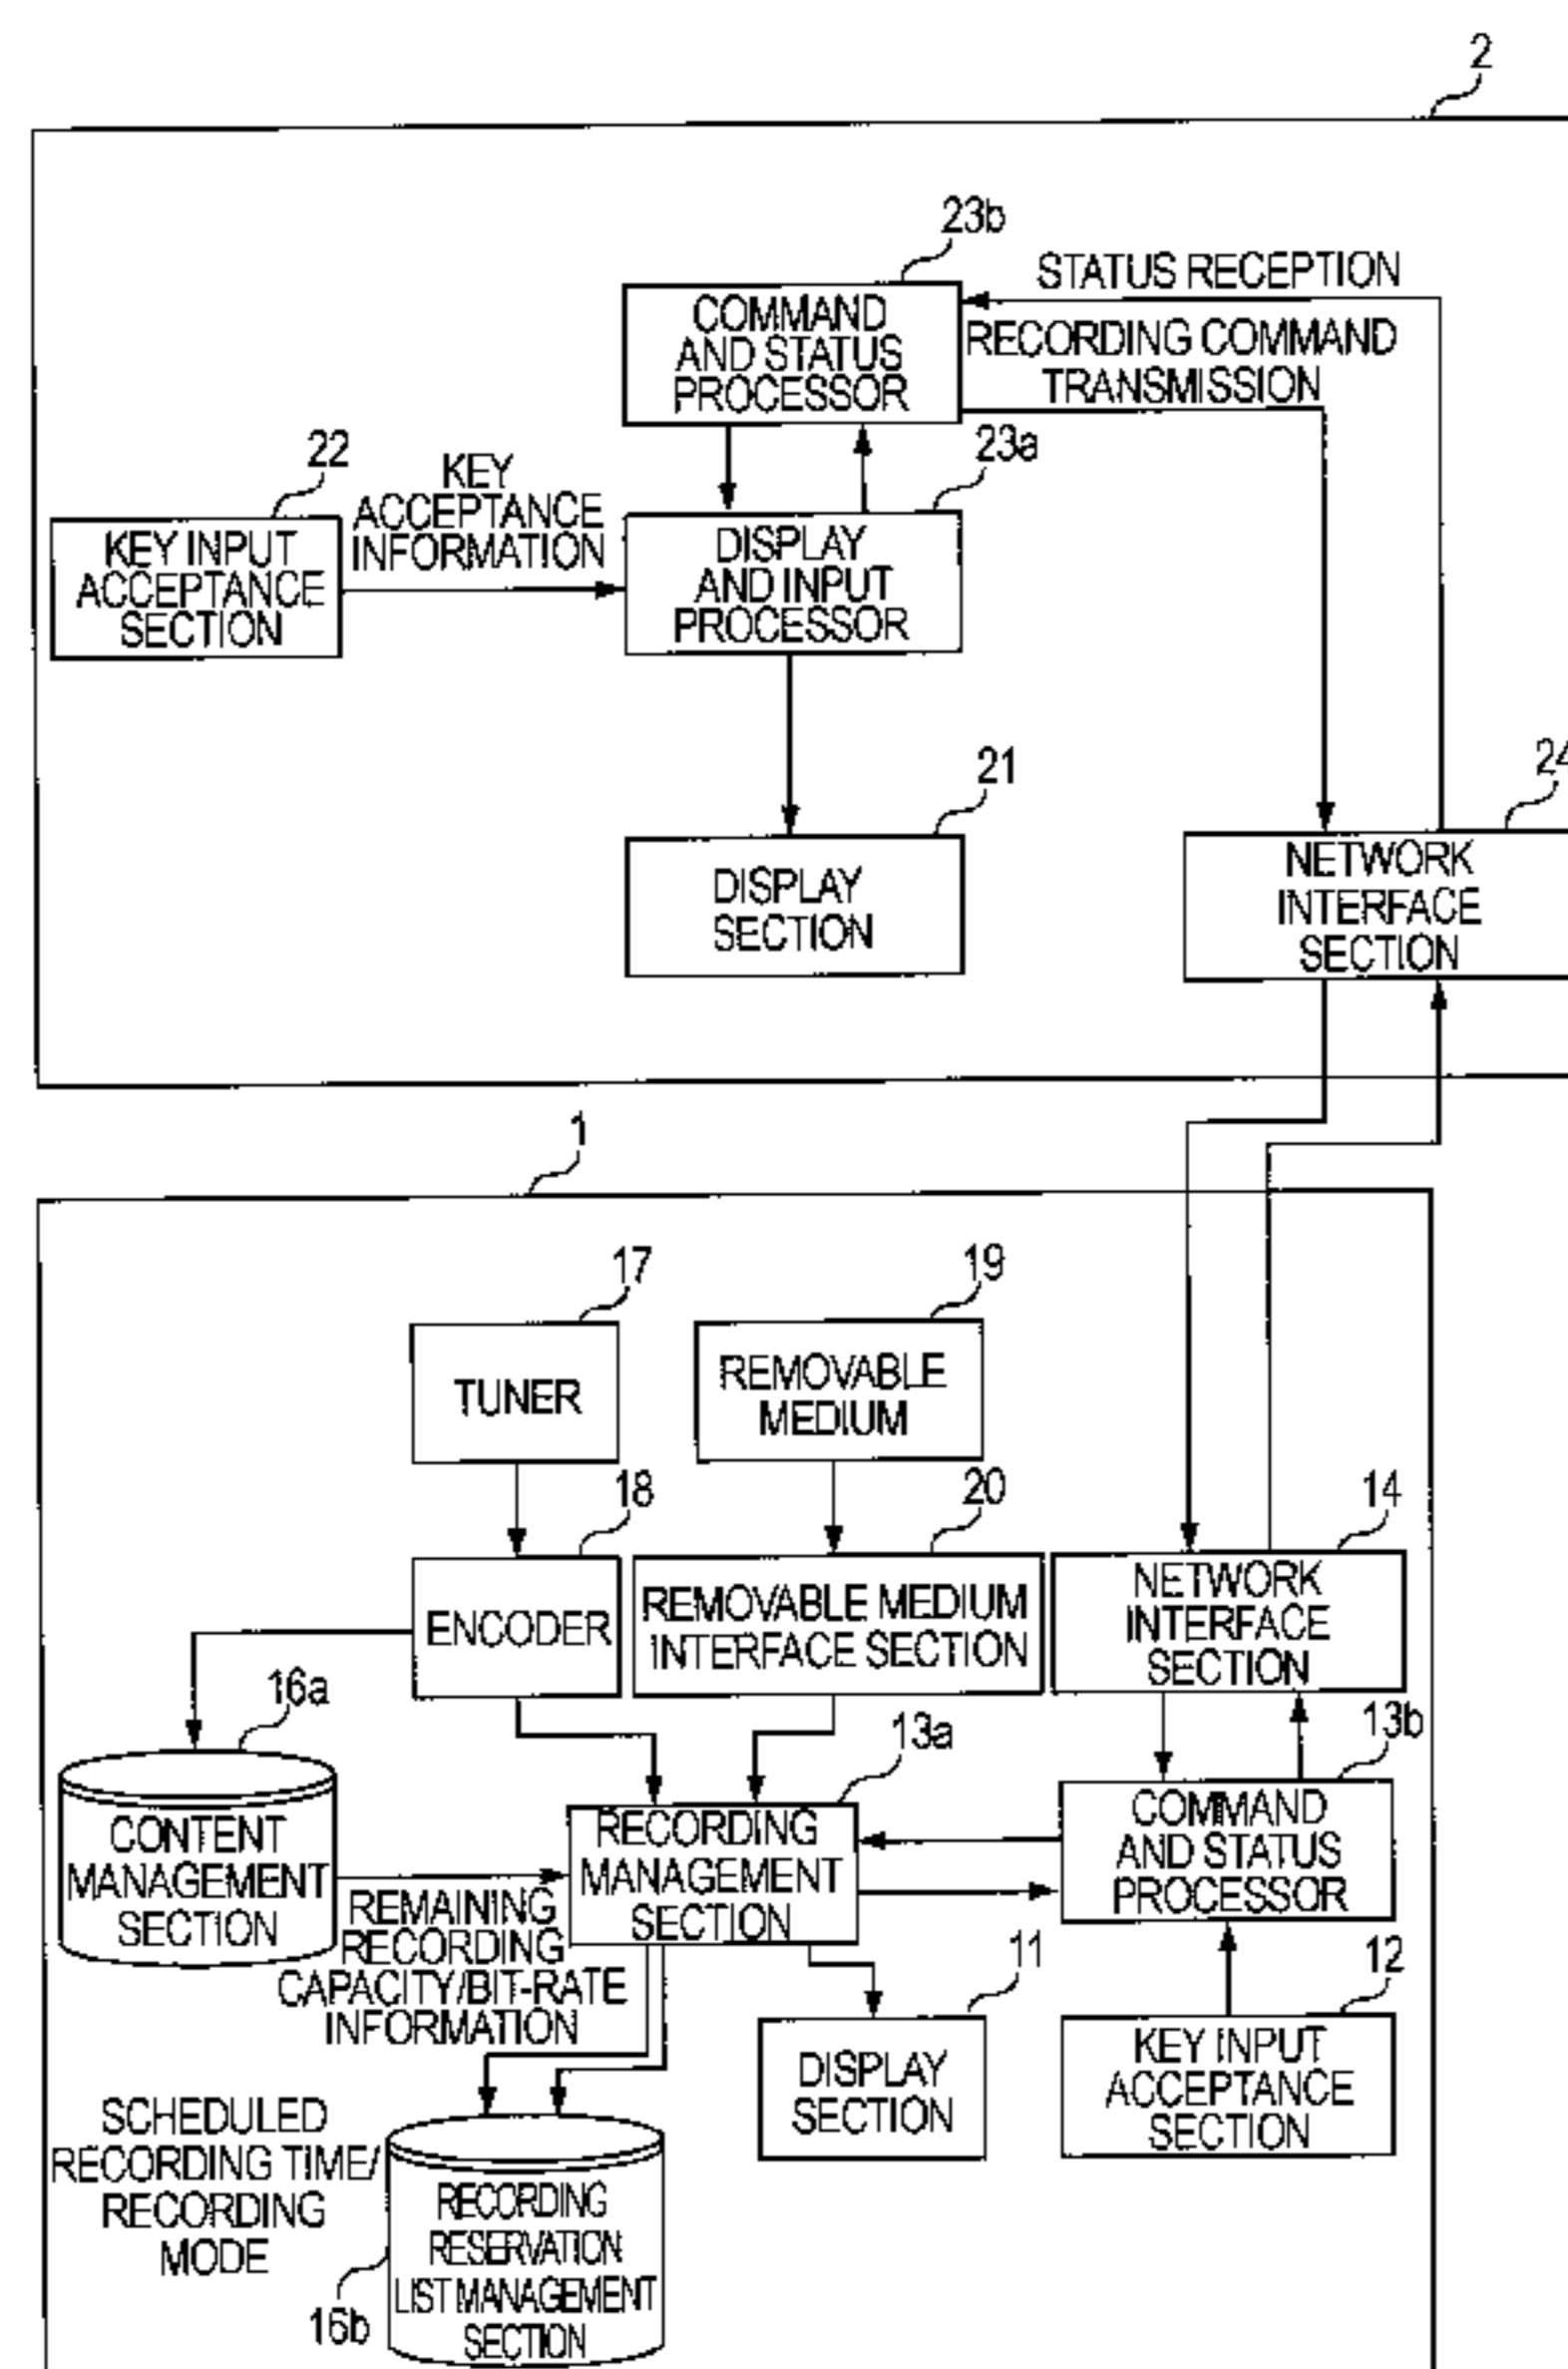 2
23b
STATUS RECEPTION
COMMAND
AND STATUS
PROCESSOR
RECORDING COMMAND
TRANSMISSION
23a
22
KEY
ACCEPTANCE
INFORMATION
KEY INPUT
ACCEPTANCE
SECTION
DISPLAY
AND INPUT
PROCESSOR
21
24
DISPLAY
SECTION
NETWORK
INTERFACE
SECTION
1
17
19
TUNER
REMOVABLE
MEDIUM
18
20
14
ENCODER
REMOVABLE MEDIUM
INTERFACE SECTION
NETWORK
INTERFACE
SECTION
16a
13a
13b
CONTENT
MANAGEMENT
SECTION
RECORDING
MANAGEMENT
SECTION
COMMAND
AND STATUS
PROCESSOR
REMAINING
RECORDING
CAPACITY/BIT-RATE
INFORMATION
11
12
DISPLAY
SECTION
KEY INPUT
ACCEPTANCE
SECTION
SCHEDULED
RECORDING TIME/
RECORDING
MODE
RECORDING
RESERVATION
LIST MANAGEMENT
SECTION
16b